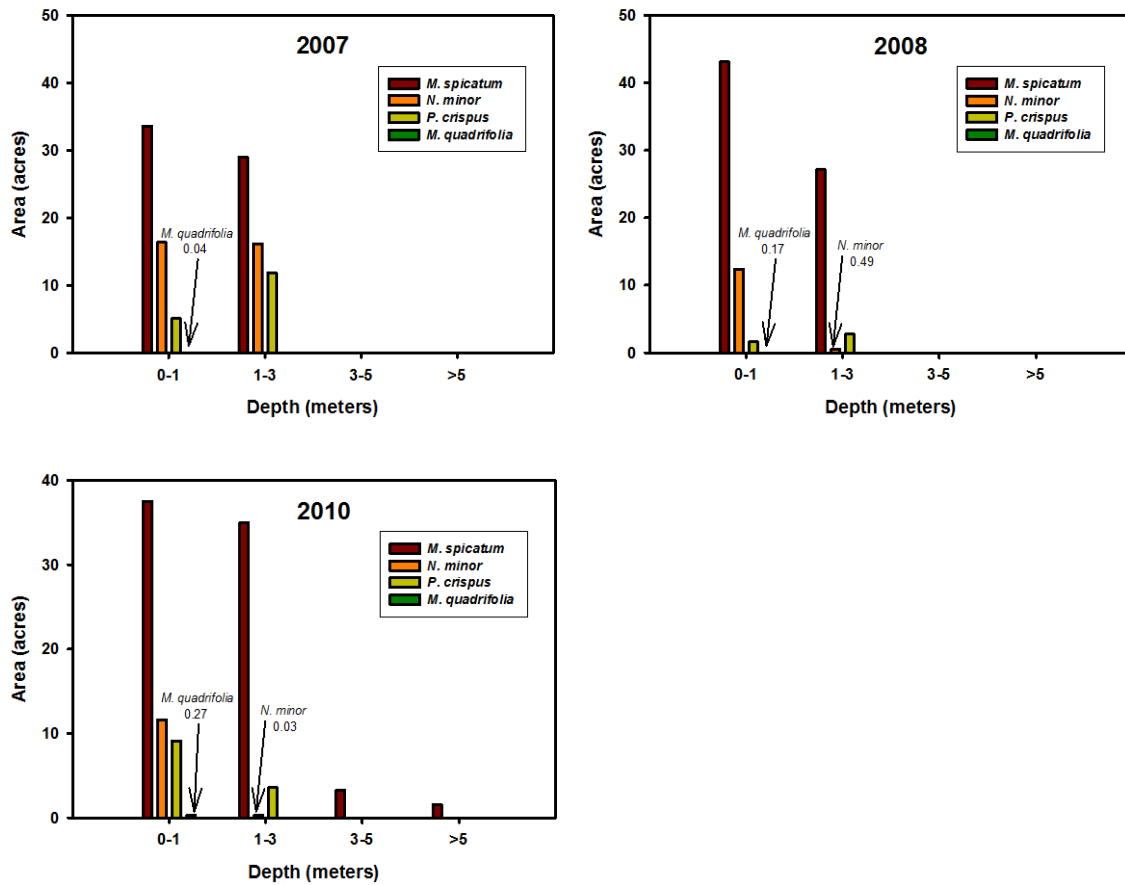 2007
50
40
30
20
10
0
Area (acres)
M. spicatum
N. minor
P. crispus
M. quadrifolia
M. quadrifolia
0.04
0-1
1-3
3-5
>5
Depth (meters)
2008
50
40
30
20
10
0
Area (acres)
M. spicatum
N. minor
P. crispus
M. quadrifolia
M. quadrifolia
0.17
N. minor
0.49
0-1
1-3
3-5
>5
Depth (meters)
2010
40
30
20
10
0
Area (acres)
M. spicatum
N. minor
P. crispus
M. quadrifolia
M. quadrifolia
0.27
N. minor
0.03
0-1
1-3
3-5
>5
Depth (meters)